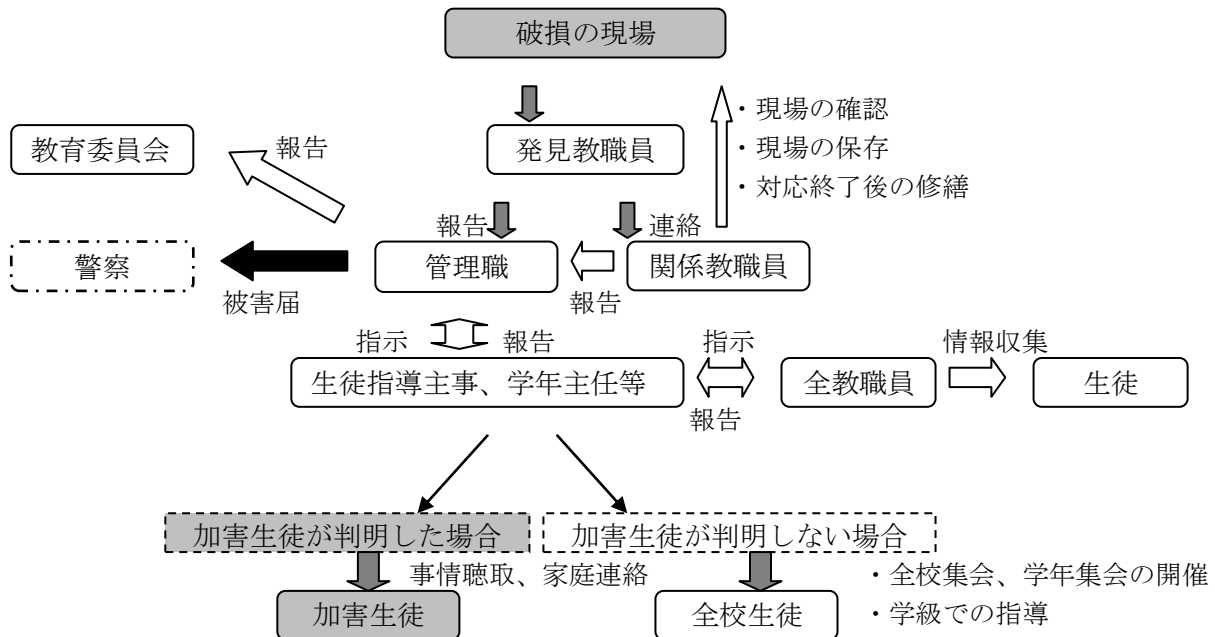 破損の現場
・現場の確認
・現場の保存
・対応終了後の修繕
教育委員会
報告
発見教職員
報告
連絡
警察
管理職
関係教職員
被害届
報告
指示
報告
指示
情報収集
生徒指導主事、学年主任等
全教職員
生徒
報告
加害生徒が判明した場合
加害生徒が判明しない場合
事情聴取、家庭連絡
・全校集会、学年集会の開催
加害生徒
全校生徒
・学級での指導